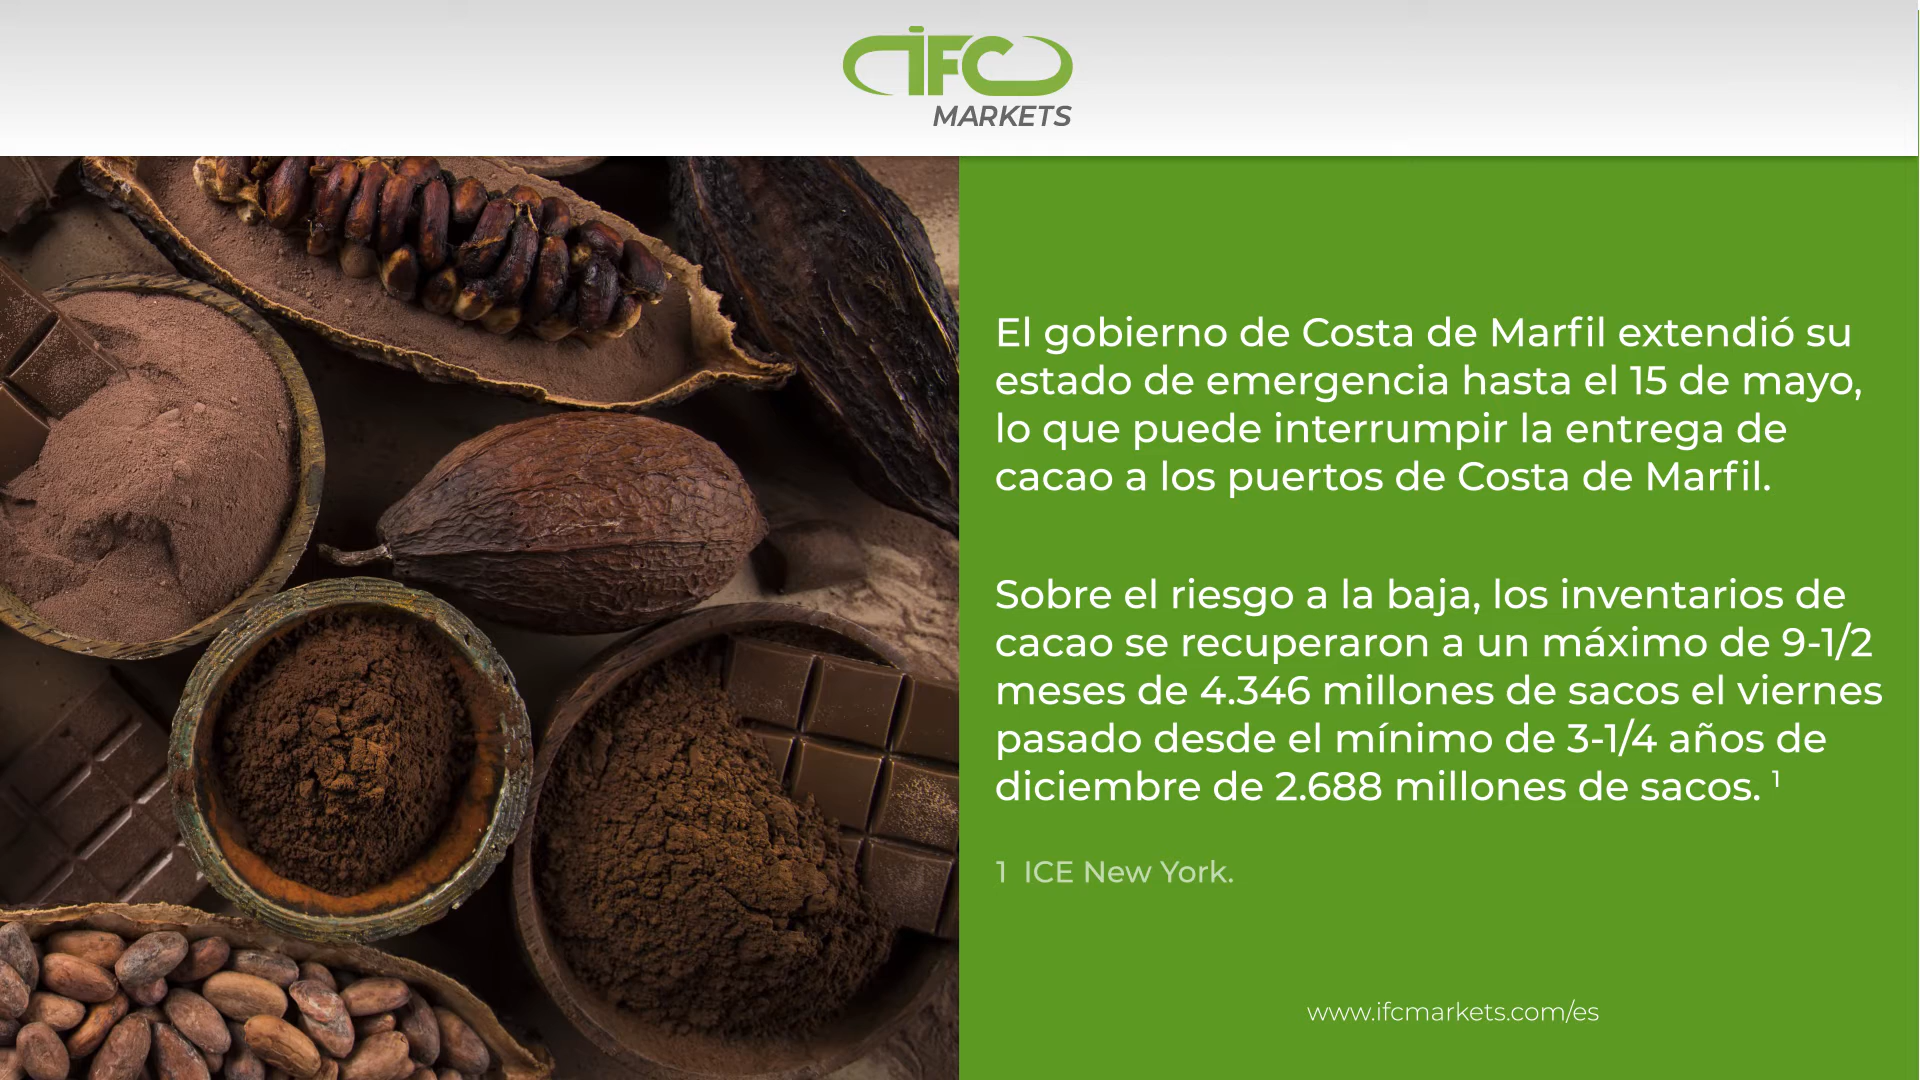 IFC
MARKETS
El gobierno de Costa de Marfil extendió su
estado de emergencia hasta el 15 de mayo,
lo que puede interrumpir la entrega de
cacao a los puertos de Costa de Marfil.
Sobre el riesgo a la baja, los inventarios de
cacao se recuperaron a un máximo de 9-1/2
meses de 4.346 millones de sacos el viernes
pasado desde el mínimo de 3-1/4 años de
diciembre de 2.688 millones de sacos. ¹
1 ICE New York.
www.ifcmarkets.com/es